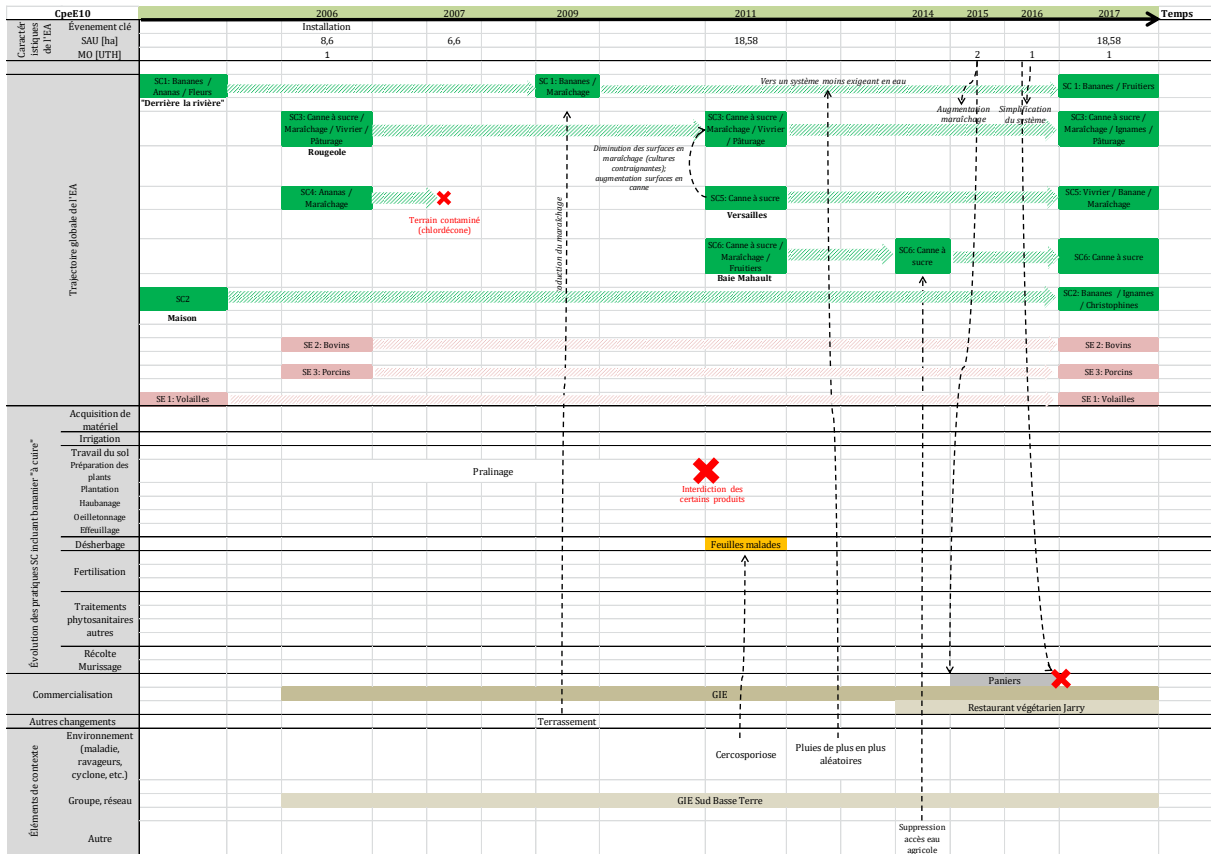 CpeE10
2006
2007
2009
2011
2014
2015
2016
2017
Temps
Caractér
istiques
de l'EA
Évenement clé
Installation
SAU [ha]
8,6
6,6
18,58
18,58
MO [UTH]
1
2
1
1
Trajectoire globale de l'EA
SC1: Bananes /
Ananas / Fleurs
"Derrière la rivière"
SC 1: Bananes /
Maraîchage
Vers un système moins exigeant en eau
SC 1: Bananes / Fruitiers
Augmentation
maraîchage
Simplification
du système
SC3: Canne à sucre /
Maraîchage / Vivrier /
Pâturage
Rougeole
SC3: Canne à sucre
/ Maraîchage / Vivrier
/ Pâturage
SC3: Canne à sucre /
Maraîchage / Ignames /
Pâturage
Diminution des surfaces en
maraîchage (cultures
contraignantes);
augmentation surfaces en
canne
SC4: Ananas /
Maraîchage
Terrain contaminé
(chlordécone)
SC5: Canne à sucre
Versailles
SC5: Vivrier / Banane /
Maraîchage
oduction du maraîchage
SC6: Canne à sucre /
Maraîchage /
Fruitiers
Baie Mahault
SC6: Canne à
sucre
SC6: Canne à sucre
SC2
Maison
SC2: Bananes / Ignames
/ Christophines
SE 2: Bovins
SE 2: Bovins
SE 3: Porcins
SE 3: Porcins
SE 1: Volailles
SE 1: Volailles
Évolution des pratiques SC incluant bananier "à cuire"
Acquisition de
matériel
Irrigation
Travail du sol
Préparation des
plants
Pralinage
Plantation
Interdiction des
certains produits
Haubanage
Oeilletonnage
Effeuillage
Désherbage
Feuilles malades
Fertilisation
Traitements
phytosanitaires
autres
Récolte
Murissage
Commercialisation
Paniers
GIE
Restaurant végétarien Jarry
Autres changements
Terrassement
Éléments de contexte
Environnement
(maladie,
ravageurs,
cyclone, etc.)
Cercosporiose
Pluies de plus en plus
aléatoires
Groupe, réseau
GIE Sud Basse Terre
Autre
Suppression
accès eau
agricole